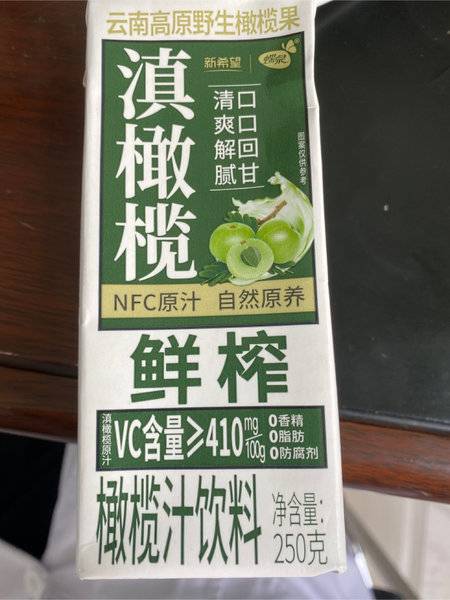 云南高原野生橄榄果
滇橄榄
新希望
蝶泉
清爽解腻
口口回甘
图案仅供参考
NFC原汁 自然原养
鲜榨
滇橄榄原汁
VC含量≥410mg/100g
0香精
0脂肪
0防腐剂
橄榄汁饮料
净含量:
250克